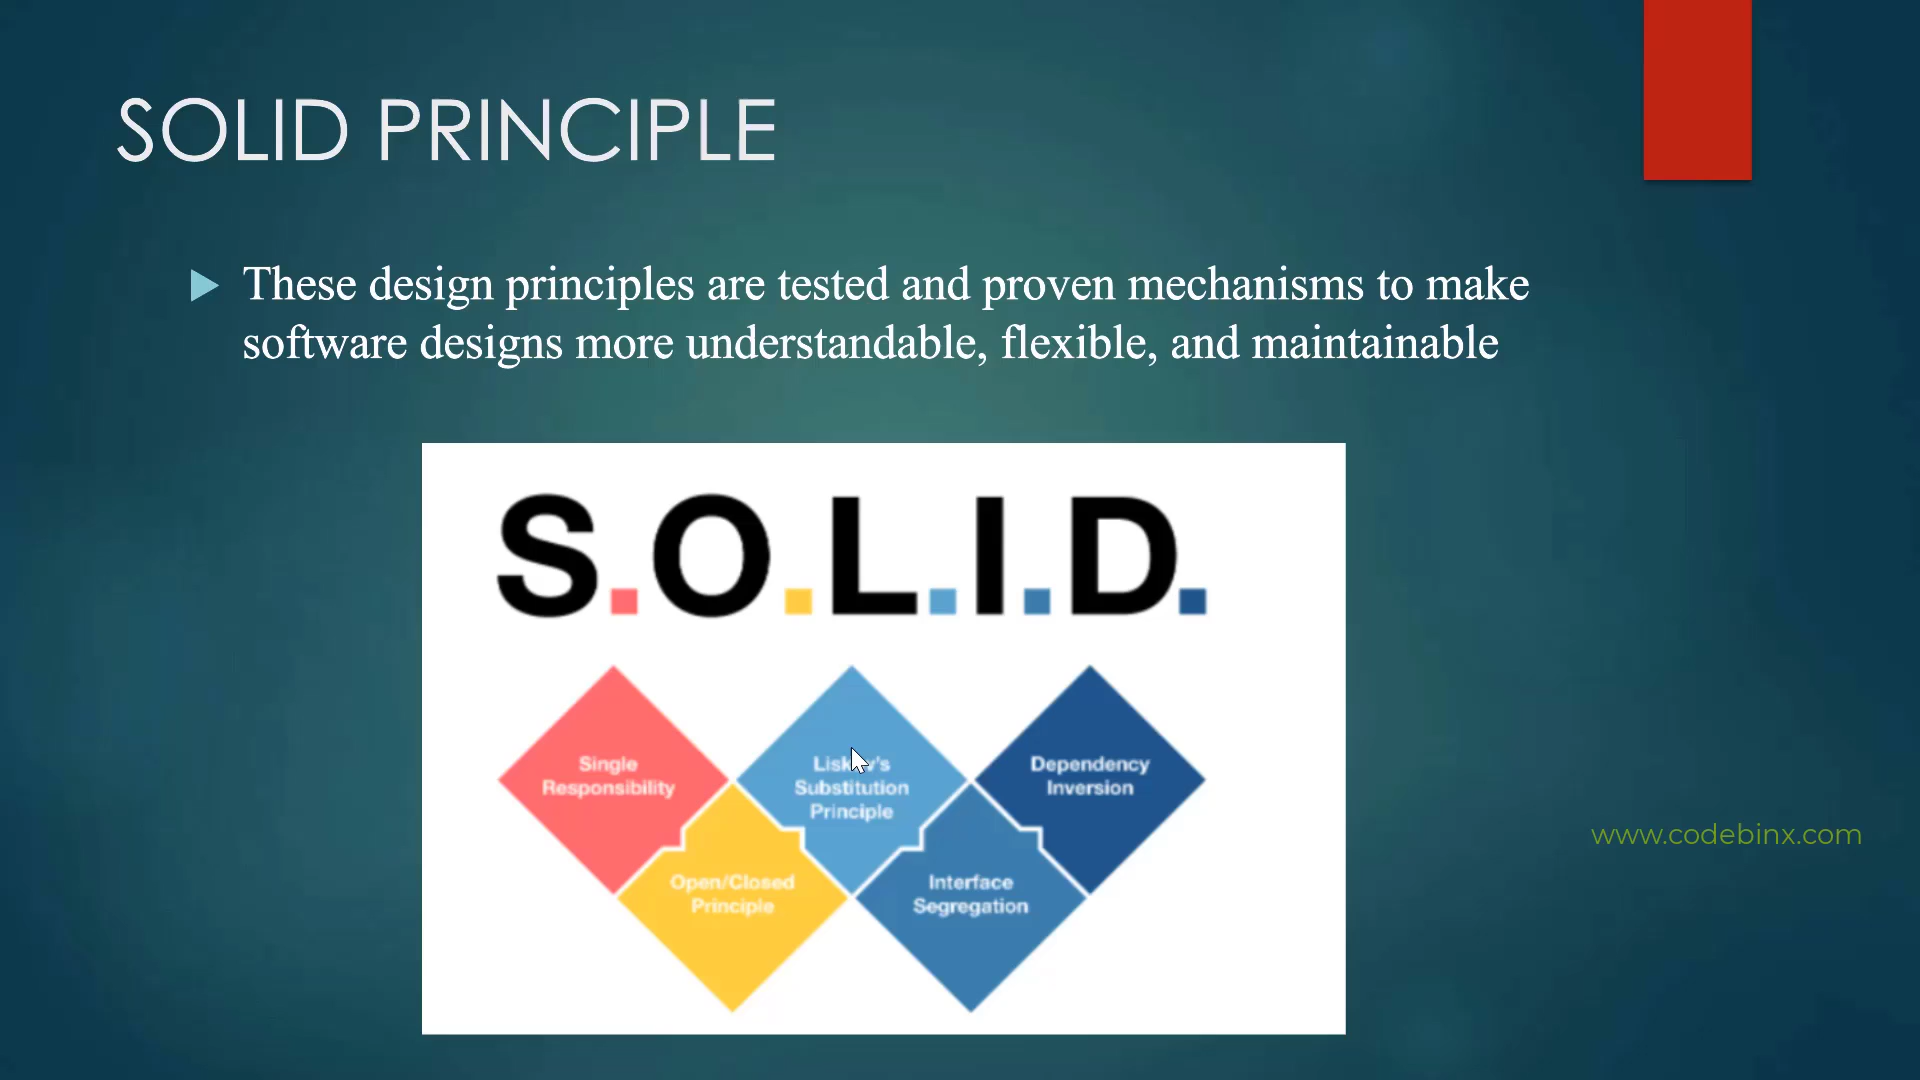 SOLID PRINCIPLE
These design principles are tested and proven mechanisms to make
software designs more understandable, flexible, and maintainable
S.O.L.I.D.
Single
Responsibility
Open/Closed
Principle
Liskov's
Substitution
Principle
Interface
Segregation
Dependency
Inversion
www.codebinx.com